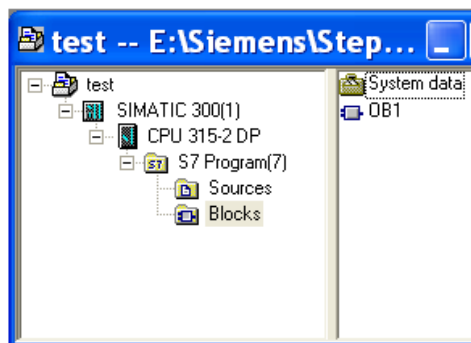 test -- E:\Siemens\Step...
test
SIMATIC 300(1)
CPU 315-2 DP
S7 Program(7)
Sources
Blocks
System data
OB1